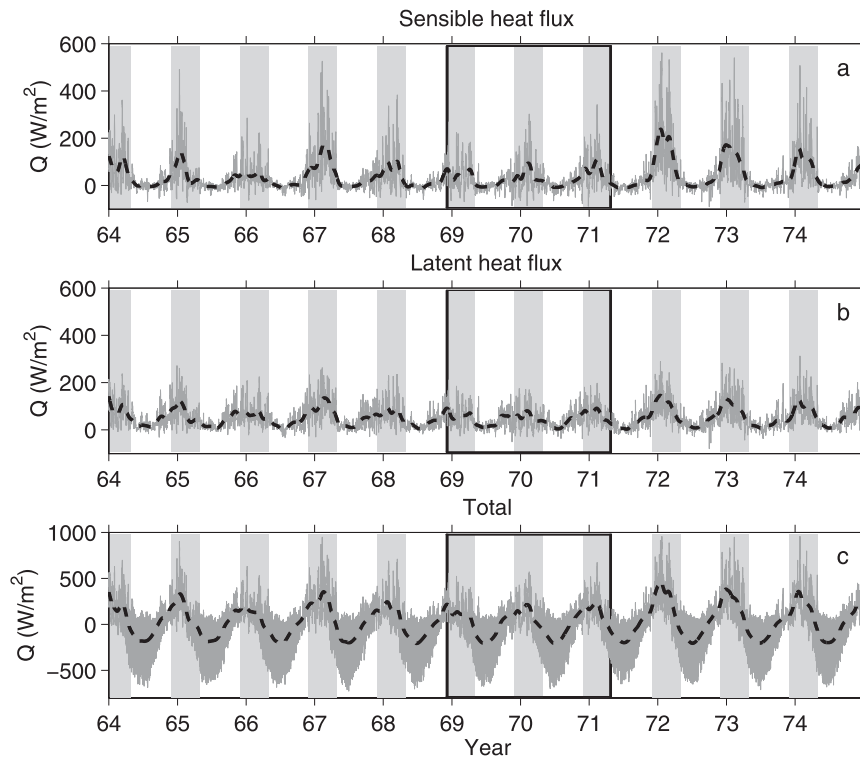 Sensible heat flux
a
Q (W/m²)
600
400
200
0
64 65 66 67 68 69 70 71 72 73 74
Latent heat flux
b
Q (W/m²)
600
400
200
0
64 65 66 67 68 69 70 71 72 73 74
Total
c
Q (W/m²)
1000
500
0
−500
64 65 66 67 68 69 70 71 72 73 74
Year